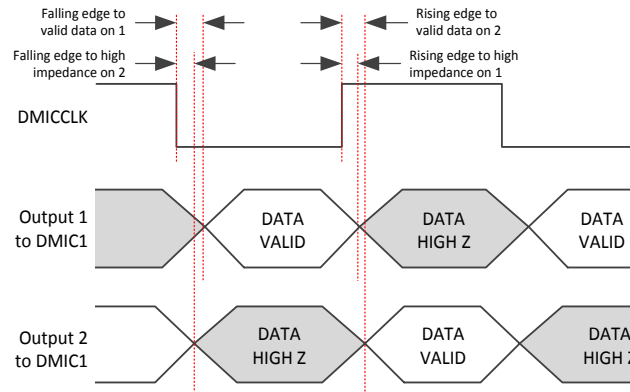 Falling edge to
valid data on 1
Rising edge to
valid data on 2
Falling edge to high
impedance on 2
Rising edge to high
impedance on 1
DMICCLK
Output 1
to DMIC1
DATA
VALID
DATA
HIGH Z
DATA
VALID
Output 2
to DMIC1
DATA
HIGH Z
DATA
VALID
DATA
HIGH Z